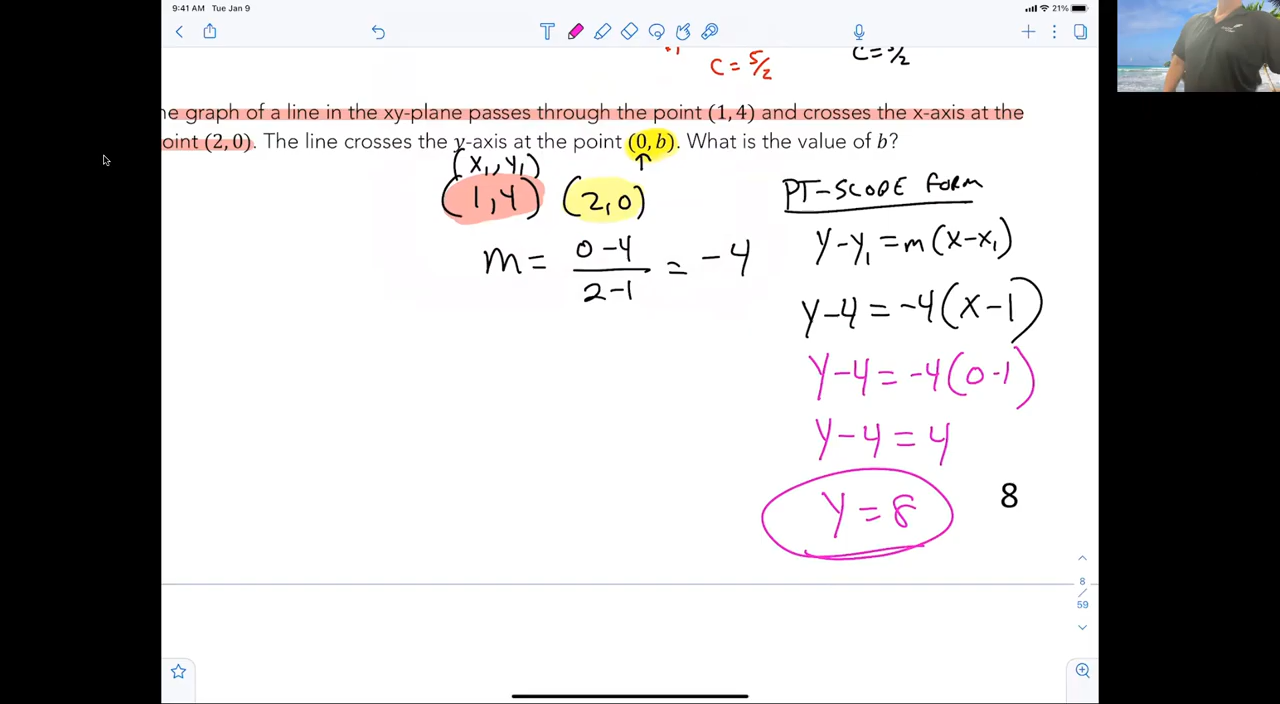 9:41 AM Tue Jan 9
21%
C = 5/2
he graph of a line in the xy-plane passes through the point (1, 4) and crosses the x-axis at the
oint (2, 0). The line crosses the y-axis at the point (0, b). What is the value of b?
(x₁, y₁)
(1, 4) (2, 0)
m = (0 - 4)/(2 - 1) = -4
PT-SCOPE FORM
y - y₁ = m(x - x₁)
y - 4 = -4(x - 1)
y - 4 = -4(0 - 1)
y - 4 = 4
y = 8
8
8
/
59